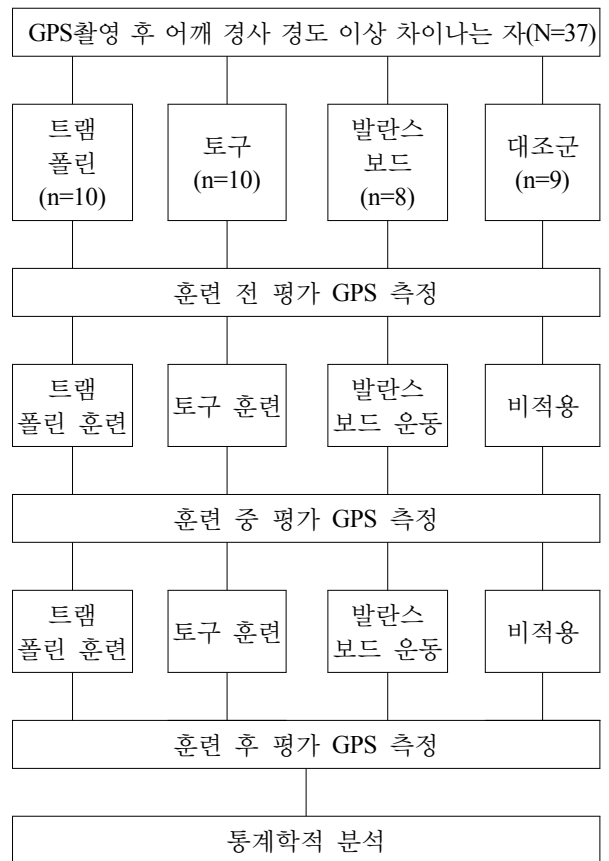 GPS촬영 후 어깨 경사 경도 이상 차이나는 자(N=37)
트램
폴린
(n=10)
토구
(n=10)
발란스
보드
(n=8)
대조군
(n=9)
훈련 전 평가 GPS 측정
트램
폴린 훈련
토구 훈련
발란스
보드 운동
비적용
훈련 중 평가 GPS 측정
트램
폴린 훈련
토구 훈련
발란스
보드 운동
비적용
훈련 후 평가 GPS 측정
통계학적 분석